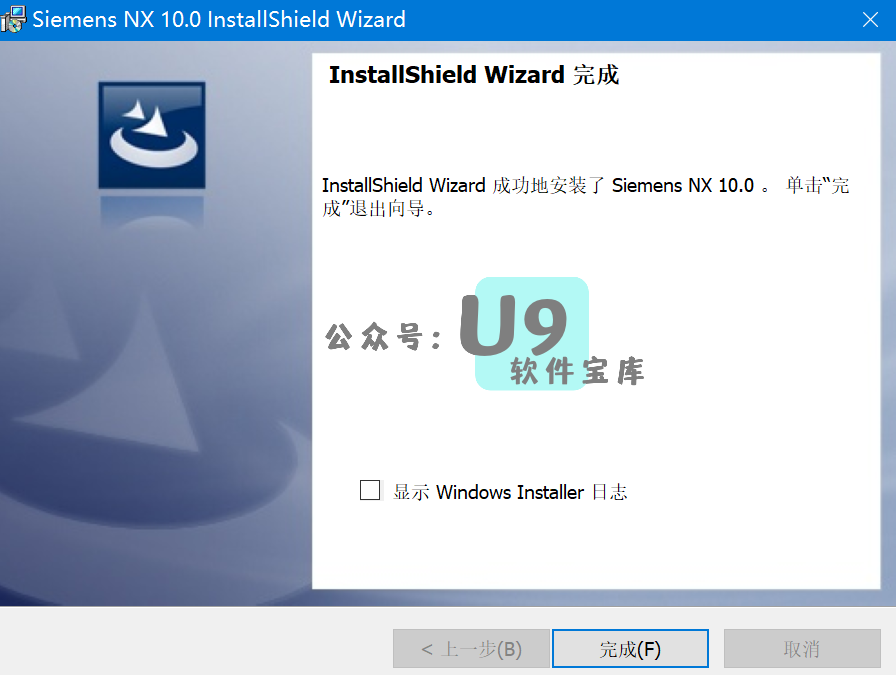 Siemens NX 10.0 InstallShield Wizard
InstallShield Wizard 完成
InstallShield Wizard 成功地安装了 Siemens NX 10.0 。 单击“完
成”退出向导。
公众号：U9
软件宝库
显示 Windows Installer 日志
< 上一步(B)
完成(F)
取消